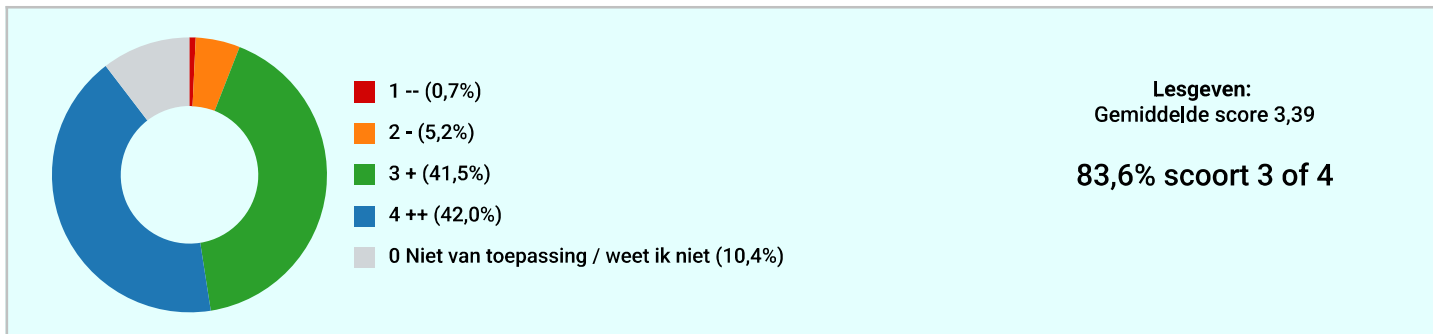 1 -- (0,7%)
2 - (5,2%)
3 + (41,5%)
4 ++ (42,0%)
0 Niet van toepassing / weet ik niet (10,4%)
Lesgeven:
Gemiddelde score 3,39
83,6% scoort 3 of 4